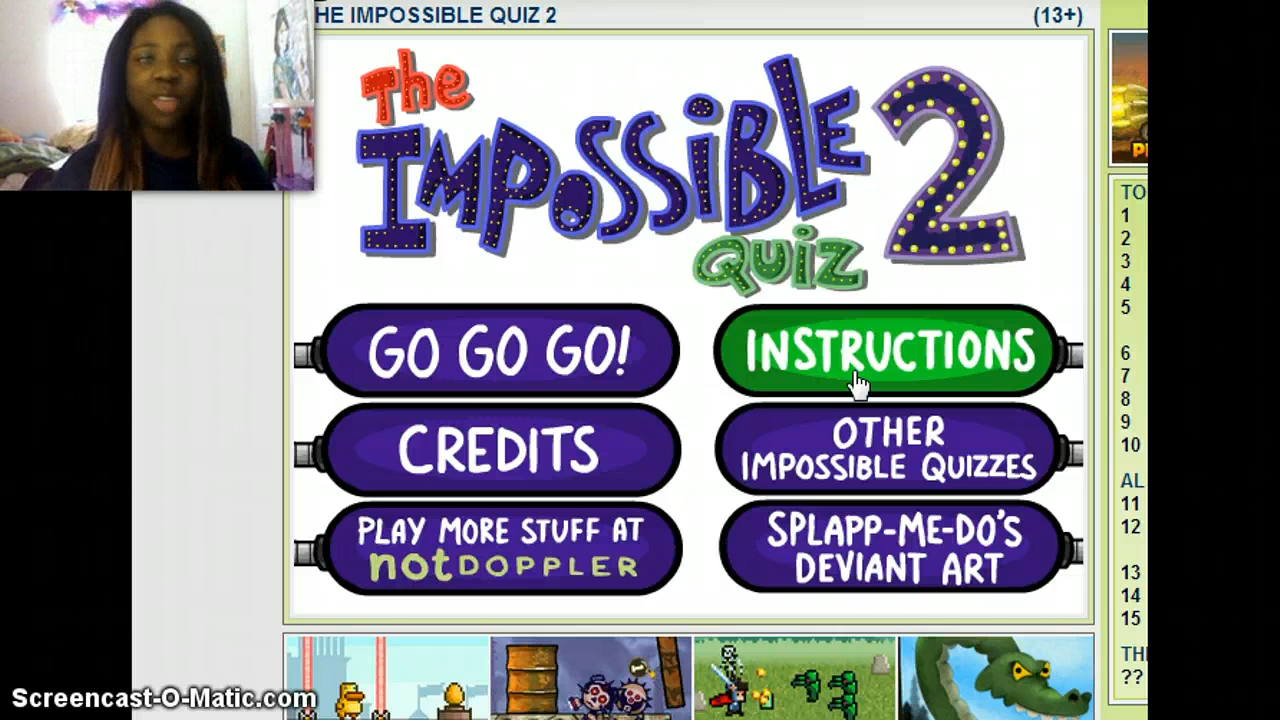 HE IMPOSSIBLE QUIZ 2
(13+)
The
IMPOSSIBLE 2
QUIZ
GO GO GO!
INSTRUCTIONS
CREDITS
OTHER
IMPOSSIBLE QUIZZES
PLAY MORE STUFF AT
notDOPPLER
SPLAPP-ME-DO'S
DEVIANT ART
P
TO
1
2
3
4
5
6
7
8
9
10
AL
11
12
13
14
15
TH
??
Screencast-O-Matic.com